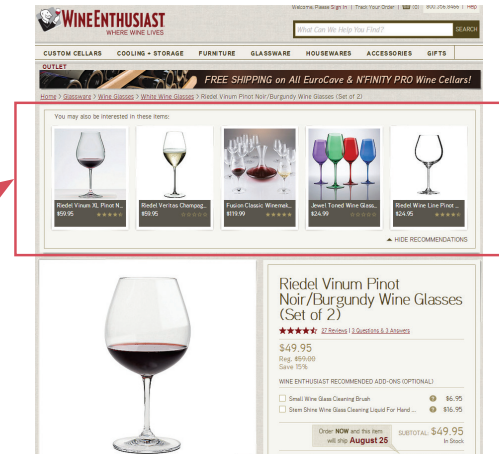 Welcome, Please Sign In | Track Your Order | (0) 800.356.8466 | Help
WINE ENTHUSIAST
WHERE WINE LIVES
What Can We Help You Find?
SEARCH
CUSTOM CELLARS COOLING + STORAGE FURNITURE GLASSWARE HOUSEWARES ACCESSORIES GIFTS
OUTLET
FREE SHIPPING on All EuroCave & N'FINITY PRO Wine Cellars!
Home > Glassware > Wine Glasses > White Wine Glasses > Riedel Vinum Pinot Noir/Burgundy Wine Glasses (Set of 2)
You may also be interested in these items:
Riedel Vinum XL Pinot N...
$59.95
Riedel Veritas Champag...
$59.95
Fusion Classic Winemak...
$119.99
Jewel Toned Wine Glass...
$24.99
Riedel Wine Line Pinot ...
$24.95
HIDE RECOMMENDATIONS
Riedel Vinum Pinot
Noir/Burgundy Wine Glasses
(Set of 2)
27 Reviews | 3 Questions & 3 Answers
$49.95
Reg. $59.00
Save 15%
WINE ENTHUSIAST RECOMMENDED ADD-ONS (OPTIONAL)
Small Wine Glass Cleaning Brush $6.95
Stem Shine Wine Glass Cleaning Liquid For Hand ... $16.95
Order NOW and this item
will ship August 25
SUBTOTAL: $49.95
In Stock